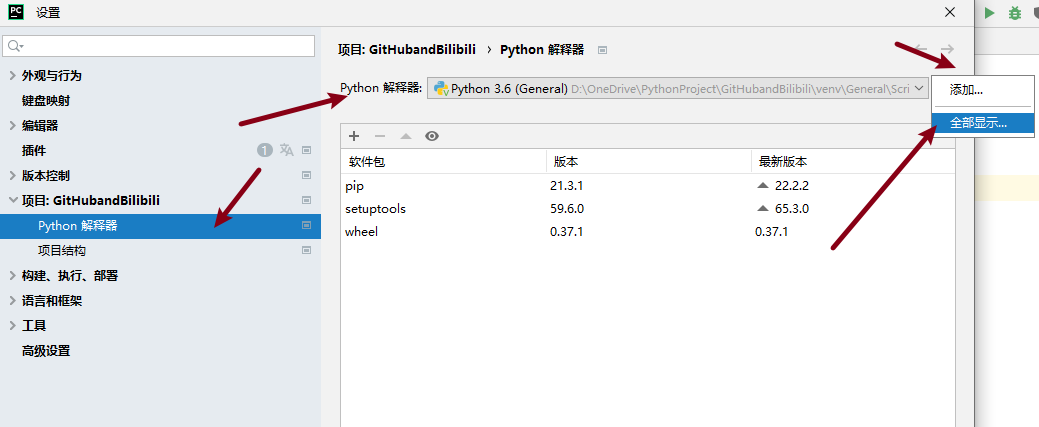 PC 设置
项目: GitHubandBilibili › Python 解释器
外观与行为
键盘映射
编辑器
插件 1
版本控制
项目: GitHubandBilibili
Python 解释器
项目结构
构建、执行、部署
语言和框架
工具
高级设置
Python 解释器: Python 3.6 (General) D:\OneDrive\PythonProject\GitHubandBilibili\venv\General\Scri
添加...
全部显示...
软件包 版本 最新版本
pip 21.3.1 22.2.2
setuptools 59.6.0 65.3.0
wheel 0.37.1 0.37.1